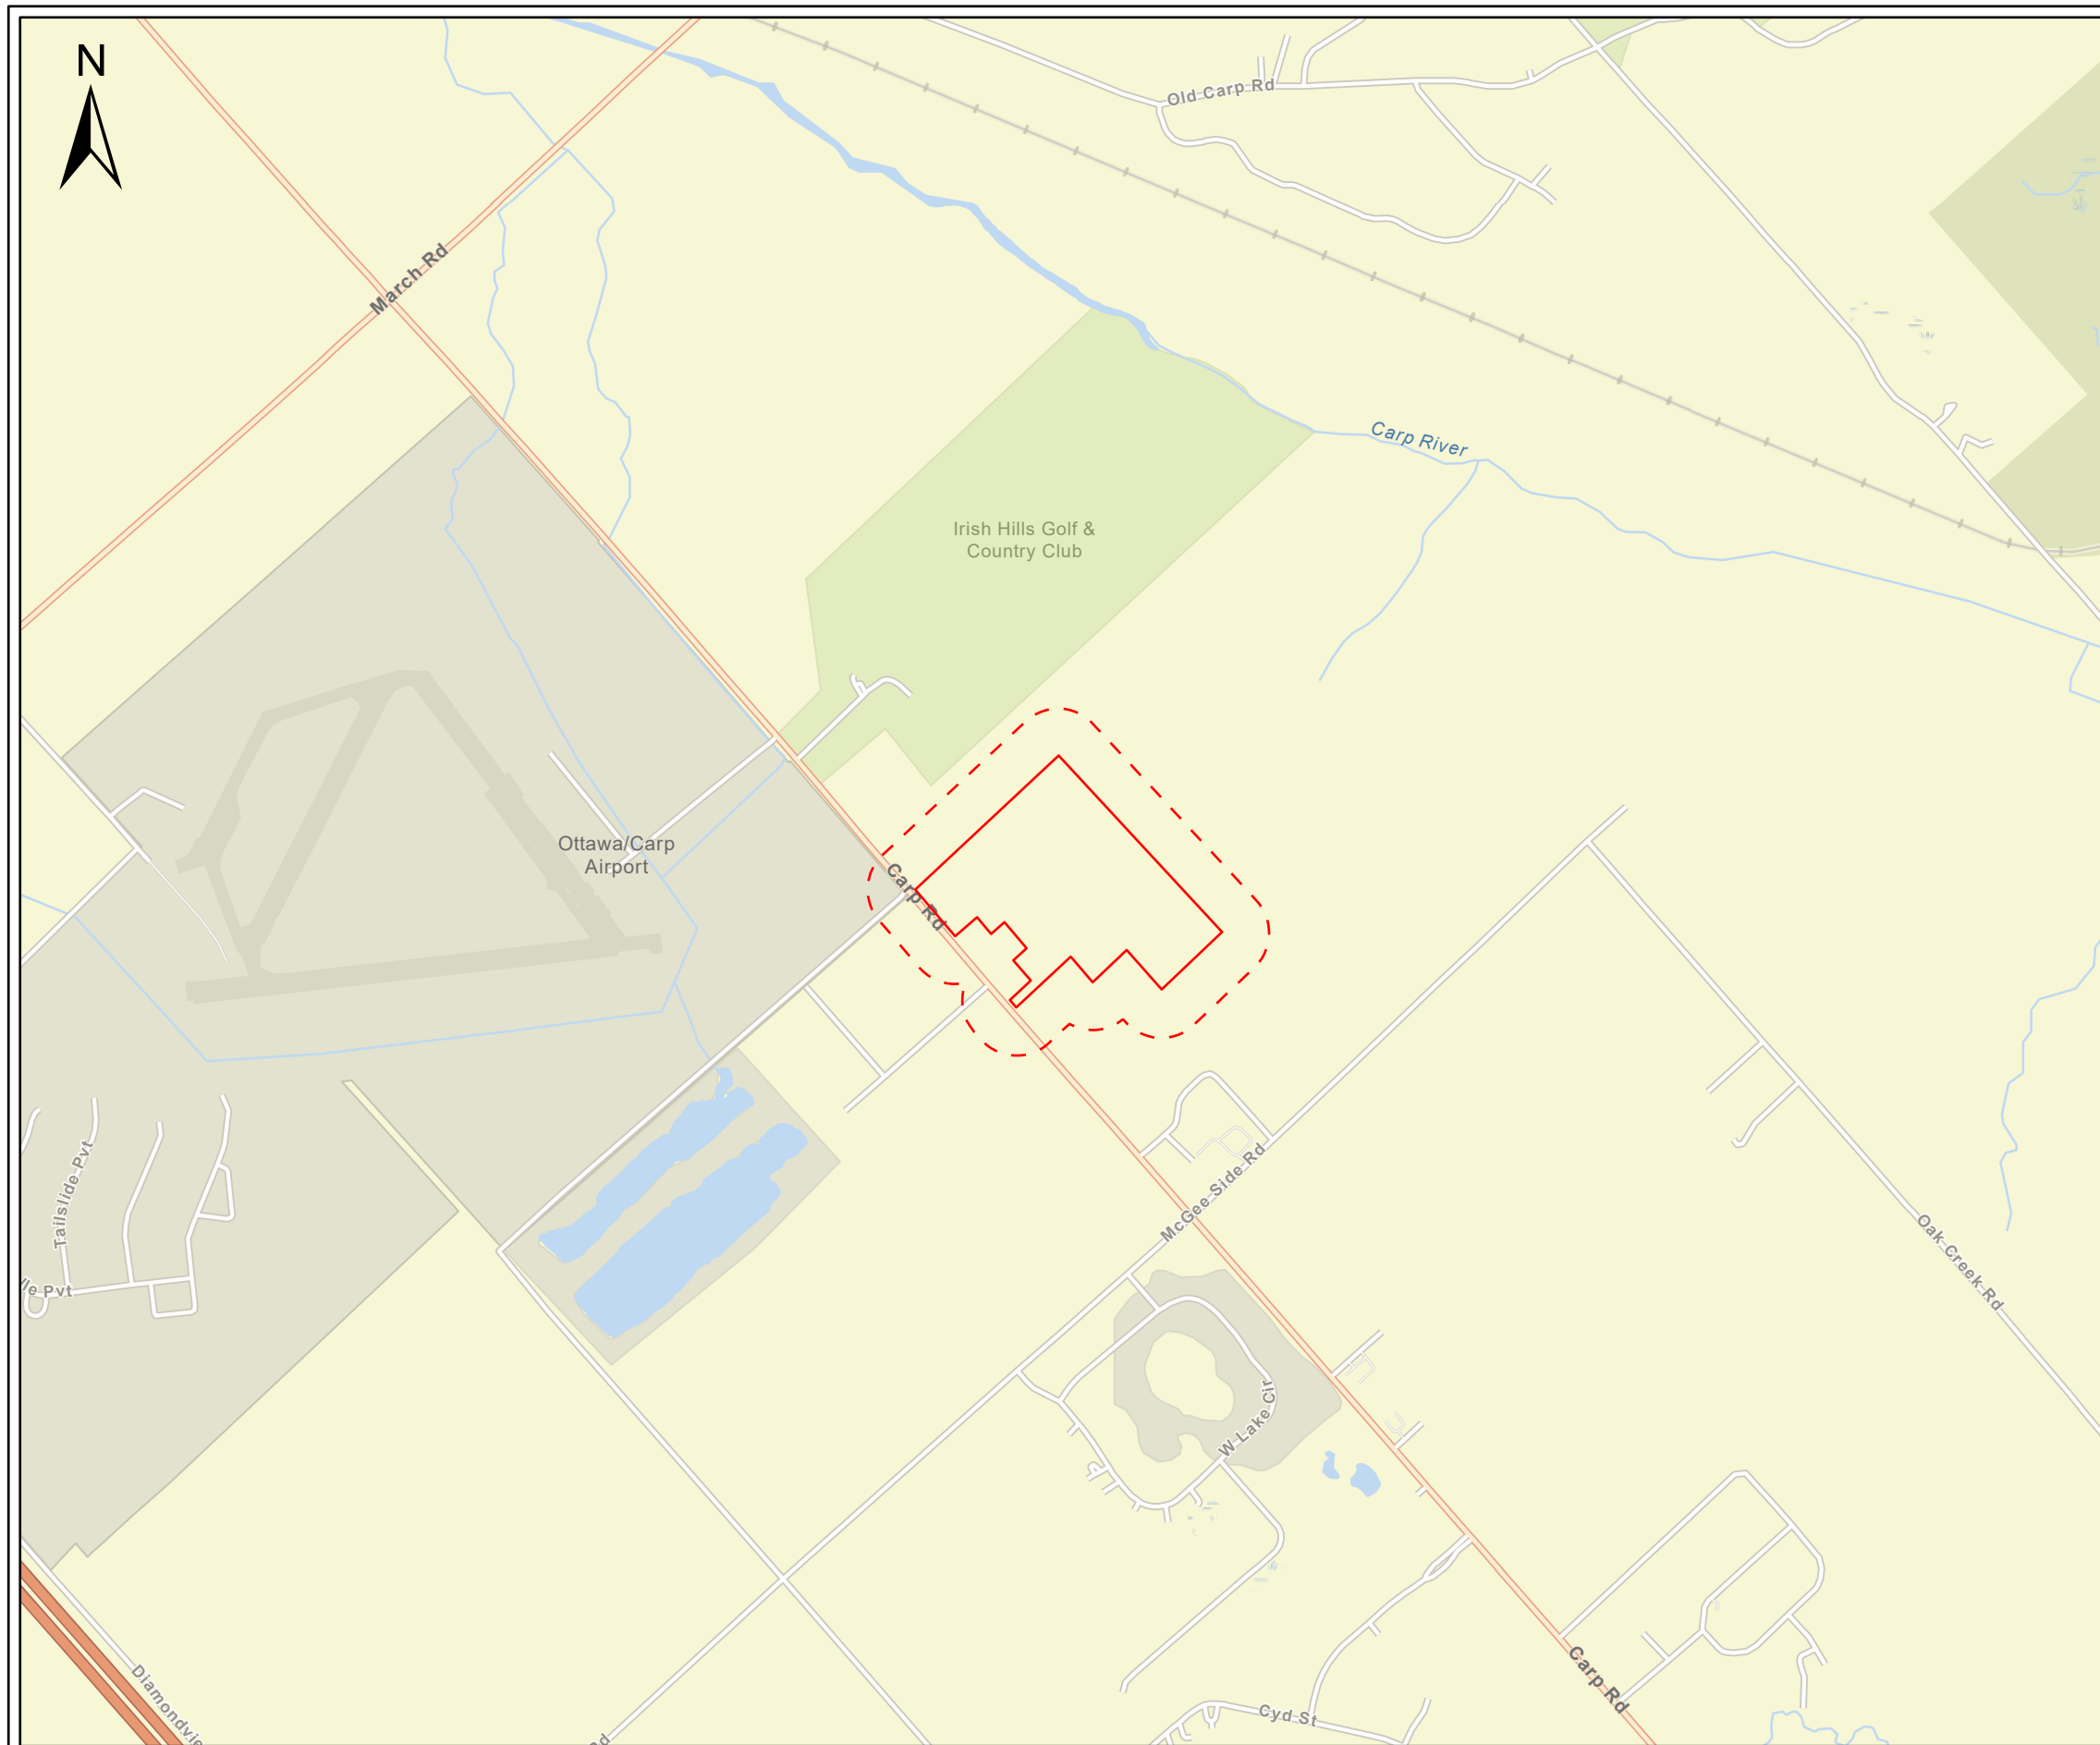 N
Old Carp Rd
March Rd
Carp River
Irish Hills Golf &
Country Club
Ottawa/Carp
Airport
Carp Rd
Tailslide Pvt
McGee Side Rd
Oak Creek Rd
Pvt
W Lake Cir
Carp Rd
Cyd St